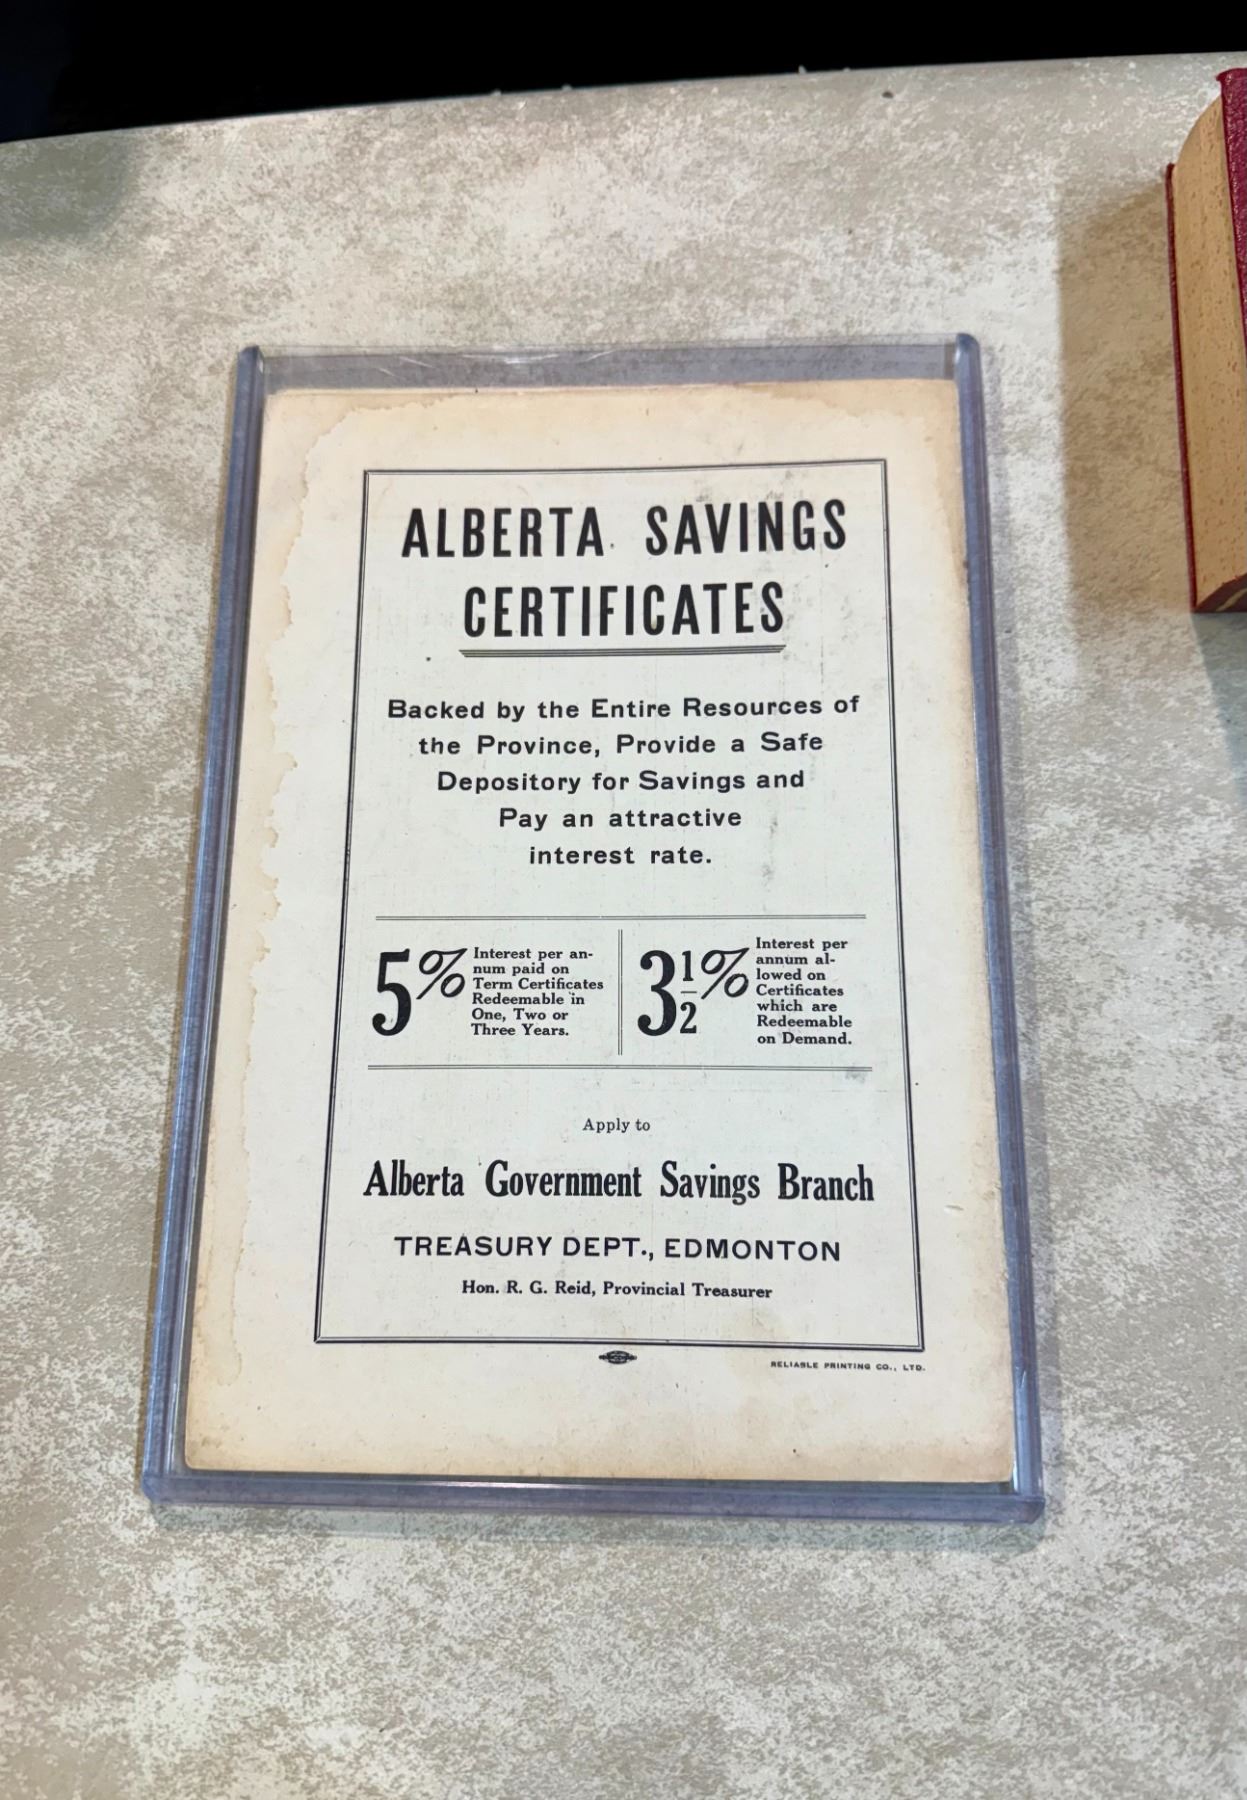 ALBERTA SAVINGS
CERTIFICATES
Backed by the Entire Resources of
the Province, Provide a Safe
Depository for Savings and
Pay an attractive
interest rate.
5% Interest per an-
num paid on
Term Certificates
Redeemable in
One, Two or
Three Years.
3½% Interest per
annum al-
lowed on
Certificates
which are
Redeemable
on Demand.
Apply to
Alberta Government Savings Branch
TREASURY DEPT., EDMONTON
Hon. R. G. Reid, Provincial Treasurer
RELIABLE PRINTING CO., LTD.